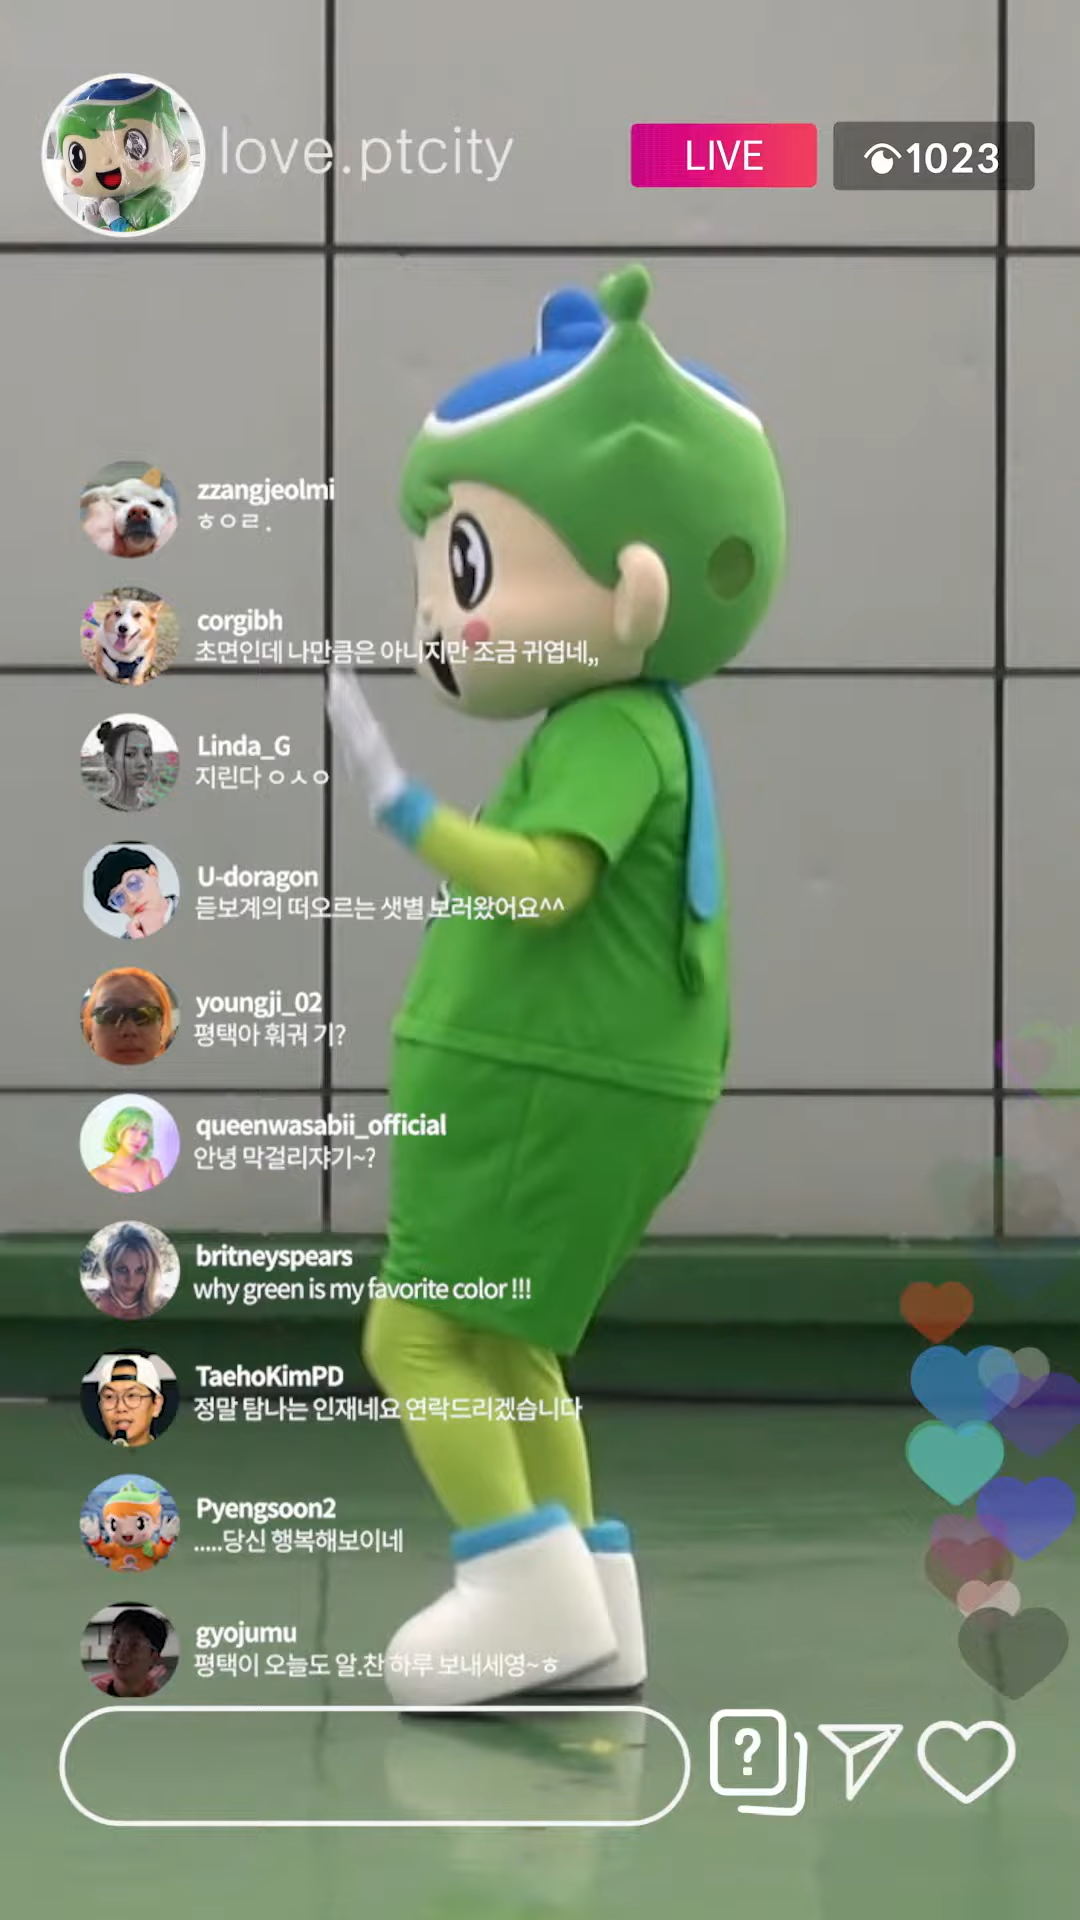 love.ptcity
LIVE
1023
zzangjeolmi
ㅎㅇㄹ.
corgibh
초면인데 나만큼은 아니지만 조금 귀엽네,,
Linda_G
지린다 ㅇㅅㅇ
U-doragon
듣보계의 떠오르는 샛별 보러왔어요^^
youngji_02
평택아 훠궈 기?
queenwasabii_official
안녕 막걸리쟈기~?
britneyspears
why green is my favorite color !!!
TaehoKimPD
정말 탐나는 인재네요 연락드리겠습니다
Pyengsoon2
.....당신 행복해보이네
gyojumu
평택이 오늘도 알.찬 하루 보내세영~ㅎ
?